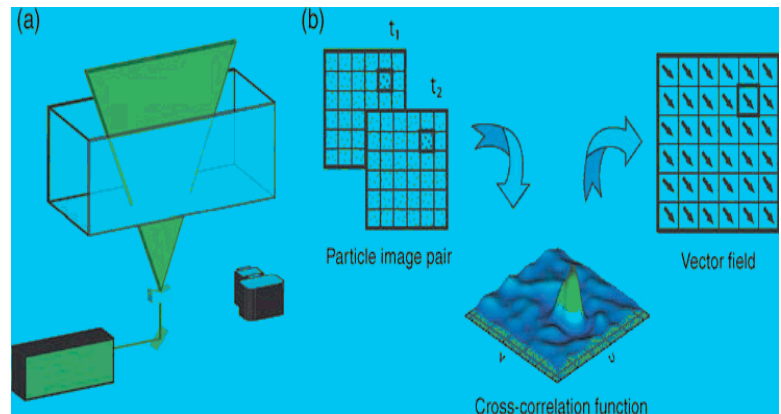 (a)
(b)
t₁
t₂
Particle image pair
Vector field
Cross-correlation function